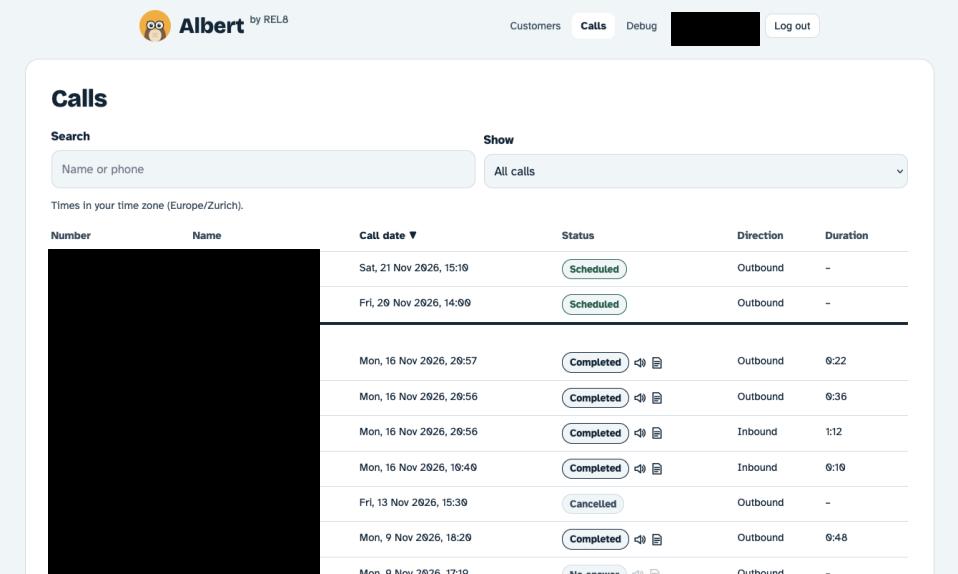 Albert by REL8 Customers Calls Debug Log out
Calls
Search
Show
Name or phone
All calls
Times in your time zone (Europe/Zurich).
Number Name Call date ▼ Status Direction Duration
Sat, 21 Nov 2026, 15:10 Scheduled Outbound –
Fri, 20 Nov 2026, 14:00 Scheduled Outbound –
Mon, 16 Nov 2026, 20:57 Completed Outbound 0:22
Mon, 16 Nov 2026, 20:56 Completed Outbound 0:36
Mon, 16 Nov 2026, 20:56 Completed Inbound 1:12
Mon, 16 Nov 2026, 10:40 Completed Inbound 0:10
Fri, 13 Nov 2026, 15:30 Cancelled Outbound –
Mon, 9 Nov 2026, 18:20 Completed Outbound 0:48
Mon, 9 Nov 2026, 17:19 No answer Outbound –